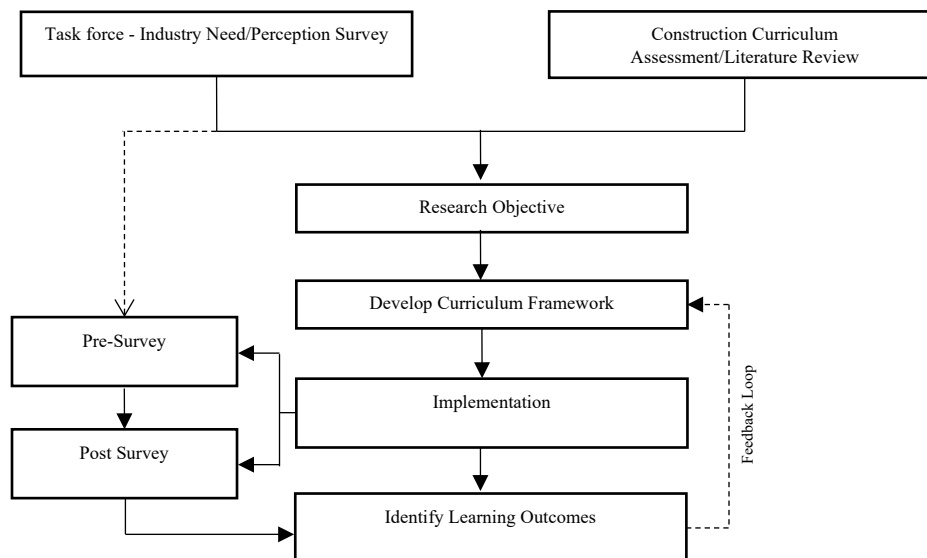 Task force - Industry Need/Perception Survey
Construction Curriculum
Assessment/Literature Review
Research Objective
Develop Curriculum Framework
Pre-Survey
Implementation
Feedback Loop
Post Survey
Identify Learning Outcomes